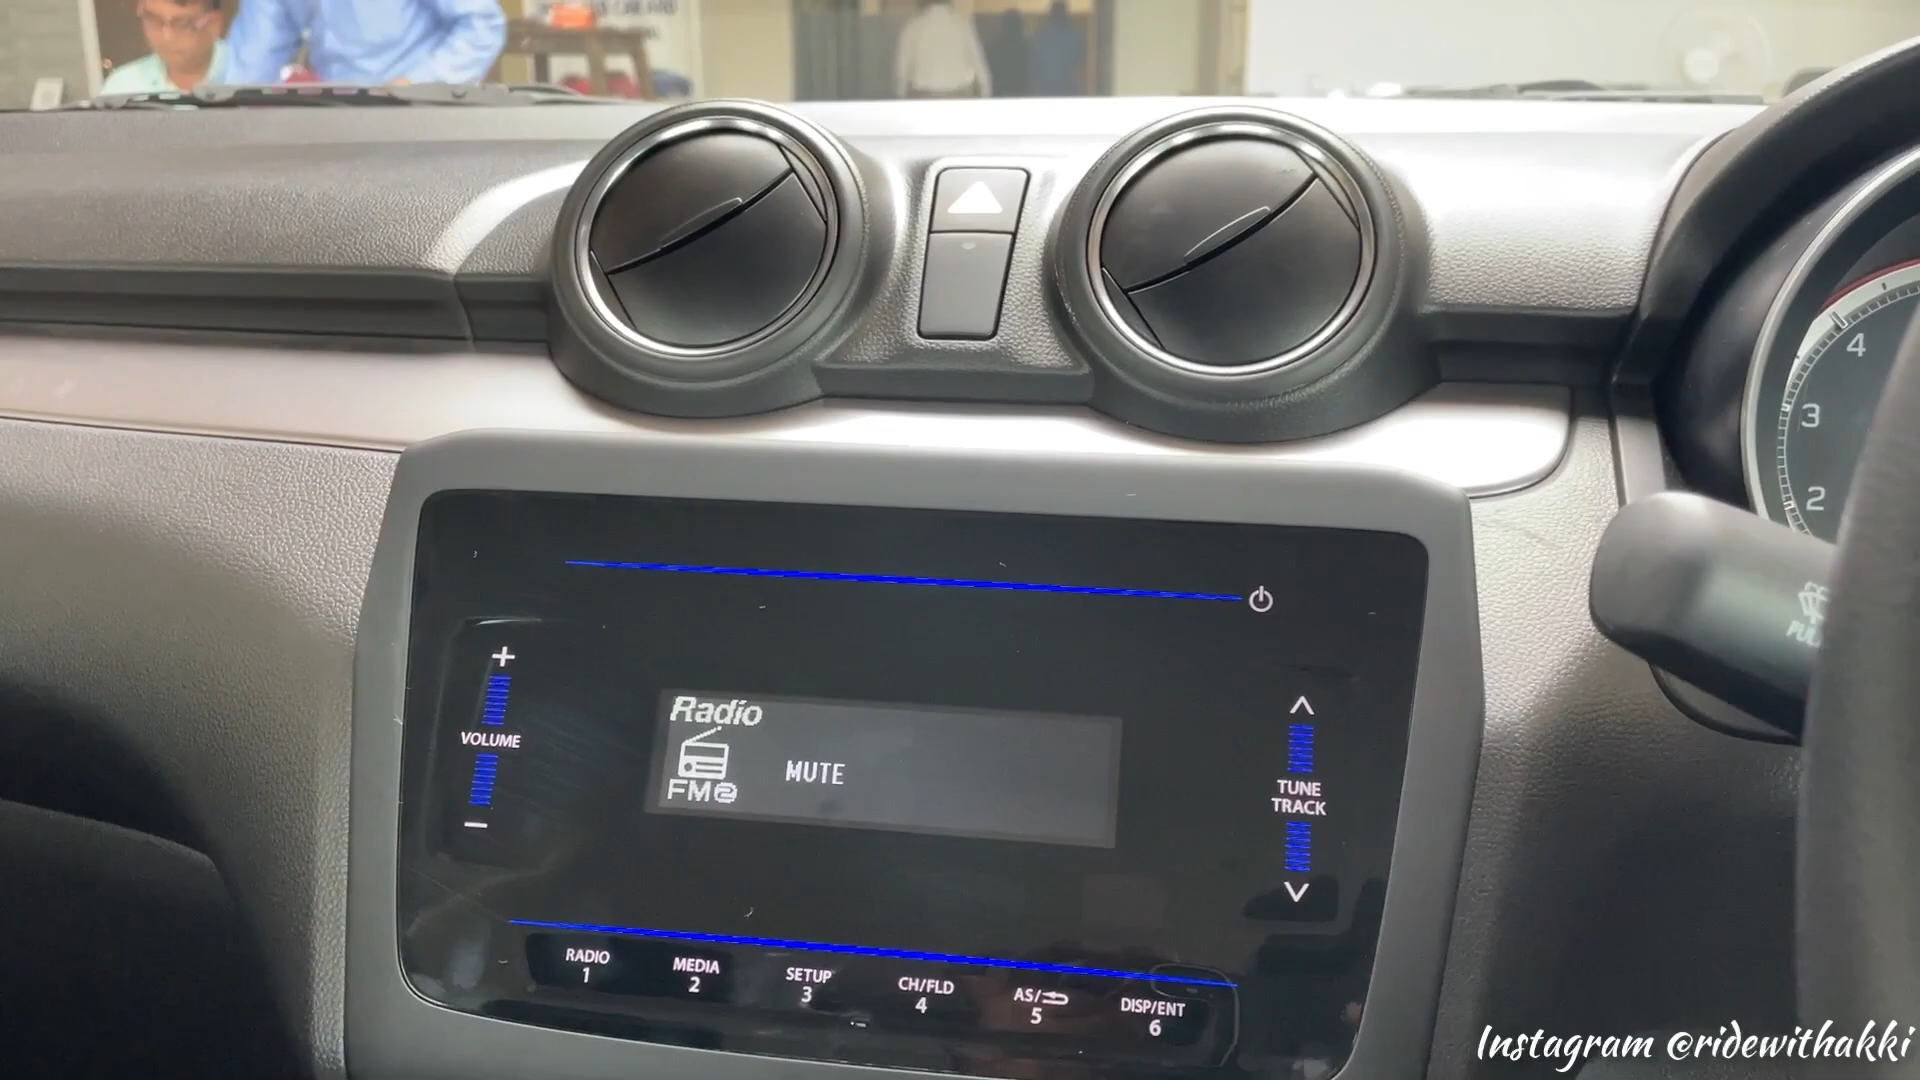 4
3
2
+
VOLUME
−
Radio
FM2
MUTE
TUNE
TRACK
RADIO
1
MEDIA
2
SETUP
3
CH/FLD
4
AS/
5
DISP/ENT
6
Instagram @ridewithakki